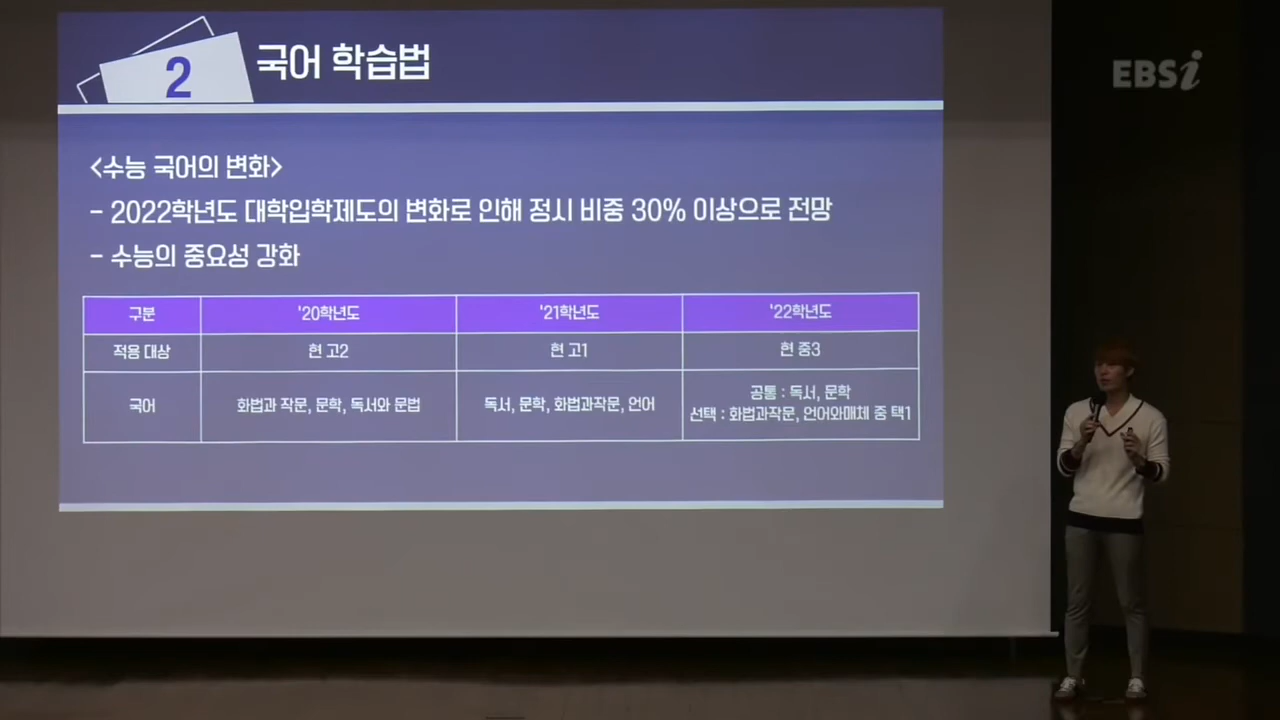 2
국어 학습법
EBSi
<수능 국어의 변화>
- 2022학년도 대학입학제도의 변화로 인해 정시 비중 30% 이상으로 전망
- 수능의 중요성 강화
구분 '20학년도 '21학년도 '22학년도
적용 대상 현 고2 현 고1 현 중3
국어 화법과 작문, 문학, 독서와 문법 독서, 문학, 화법과작문, 언어 공통 : 독서, 문학
선택 : 화법과작문, 언어와매체 중 택1